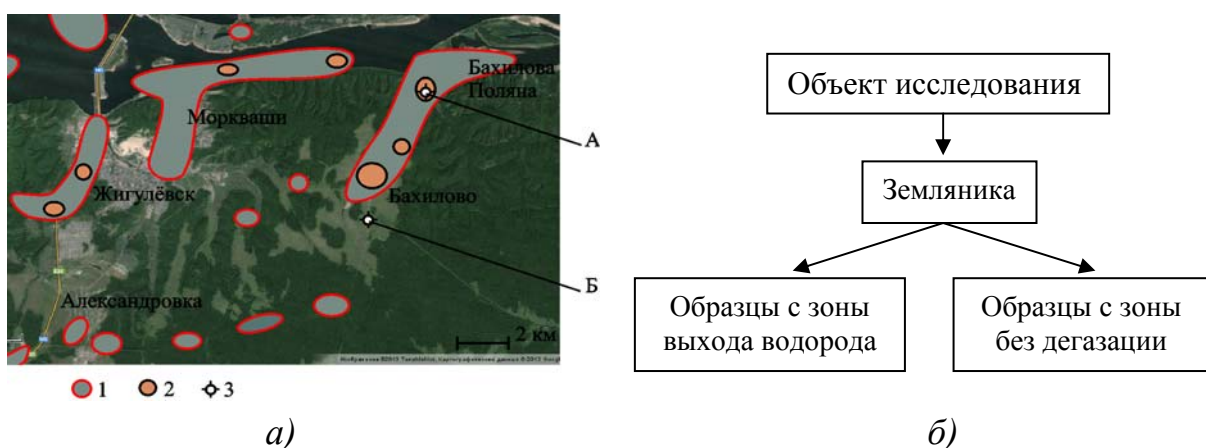 Бахилова
Поляна
Моркваши
А
Жигулёвск
Бахилово
Б
Александровка
2 км
1 2 3
а)
Объект исследования
Земляника
Образцы с зоны
выхода водорода
Образцы с зоны
без дегазации
б)